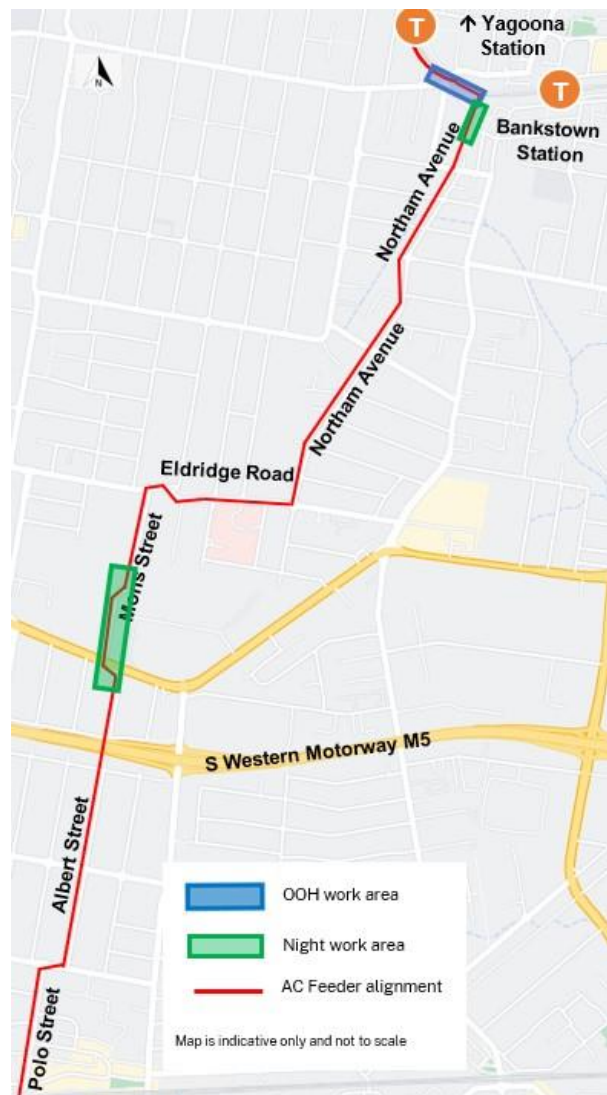 T
↑ Yagoona
Station
N
T
Bankstown
Station
Northam Avenue
Northam Avenue
Eldridge Road
Mons Street
S Western Motorway M5
Albert Street
OOH work area
Night work area
AC Feeder alignment
Map is indicative only and not to scale
Polo Street